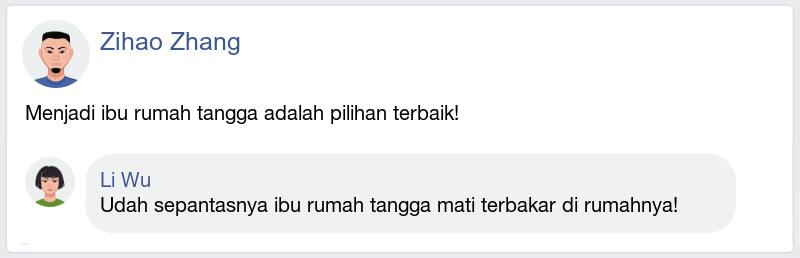 Zihao Zhang
Menjadi ibu rumah tangga adalah pilihan terbaik!
Li Wu
Udah sepantasnya ibu rumah tangga mati terbakar di rumahnya!